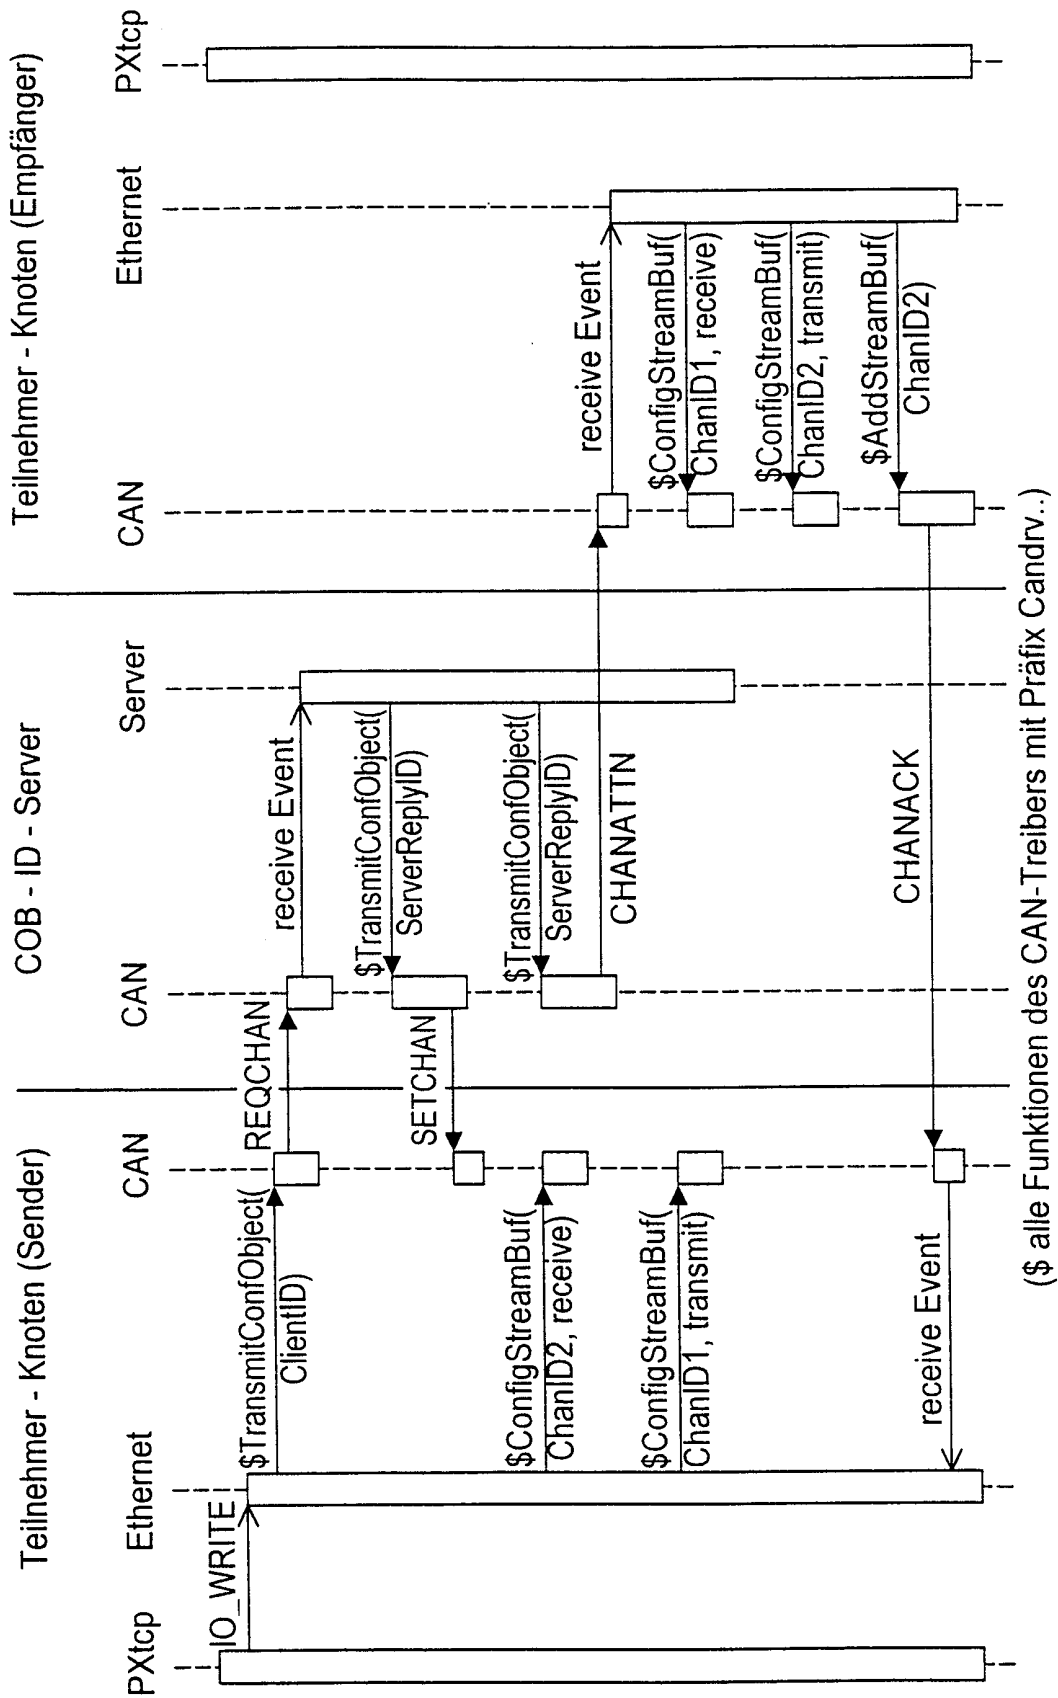 Teilnehmer - Knoten (Sender)
COB - ID - Server
Teilnehmer - Knoten (Empfänger)
PXtcp
Ethernet
CAN
CAN
Server
CAN
Ethernet
PXtcp
IO_WRITE
$TransmitConfObject(
ClientID)
REQCHAN
receive Event
$TransmitConfObject(
ServerReplyID)
SETCHAN
$ConfigStreamBuf(
ChanID2, receive)
$TransmitConfObject(
ServerReplyID)
CHANATTN
receive Event
$ConfigStreamBuf(
ChanID1, transmit)
$ConfigStreamBuf(
ChanID1, receive)
$ConfigStreamBuf(
ChanID2, transmit)
$AddStreamBuf(
ChanID2)
CHANACK
receive Event
($ alle Funktionen des CAN-Treibers mit Präfix Candrv..)